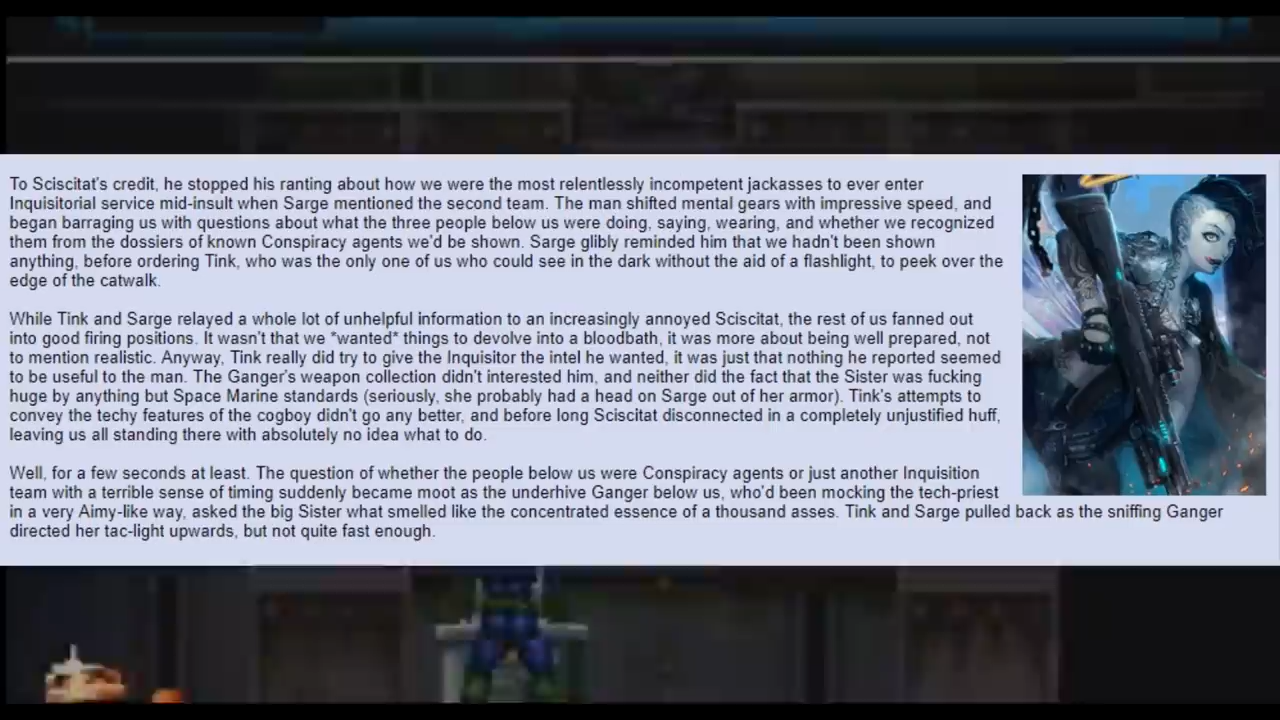 To Sciscitat's credit, he stopped his ranting about how we were the most relentlessly incompetent jackasses to ever enter
Inquisitorial service mid-insult when Sarge mentioned the second team. The man shifted mental gears with impressive speed, and
began barraging us with questions about what the three people below us were doing, saying, wearing, and whether we recognized
them from the dossiers of known Conspiracy agents we'd be shown. Sarge glibly reminded him that we hadn't been shown
anything, before ordering Tink, who was the only one of us who could see in the dark without the aid of a flashlight, to peek over the
edge of the catwalk.
While Tink and Sarge relayed a whole lot of unhelpful information to an increasingly annoyed Sciscitat, the rest of us fanned out
into good firing positions. It wasn't that we *wanted* things to devolve into a bloodbath, it was more about being well prepared, not
to mention realistic. Anyway, Tink really did try to give the Inquisitor the intel he wanted, it was just that nothing he reported seemed
to be useful to the man. The Ganger's weapon collection didn't interested him, and neither did the fact that the Sister was fucking
huge by anything but Space Marine standards (seriously, she probably had a head on Sarge out of her armor). Tink's attempts to
convey the techy features of the cogboy didn't go any better, and before long Sciscitat disconnected in a completely unjustified huff,
leaving us all standing there with absolutely no idea what to do.
Well, for a few seconds at least. The question of whether the people below us were Conspiracy agents or just another Inquisition
team with a terrible sense of timing suddenly became moot as the underhive Ganger below us, who'd been mocking the tech-priest
in a very Aimy-like way, asked the big Sister what smelled like the concentrated essence of a thousand asses. Tink and Sarge pulled back as the sniffing Ganger
directed her tac-light upwards, but not quite fast enough.